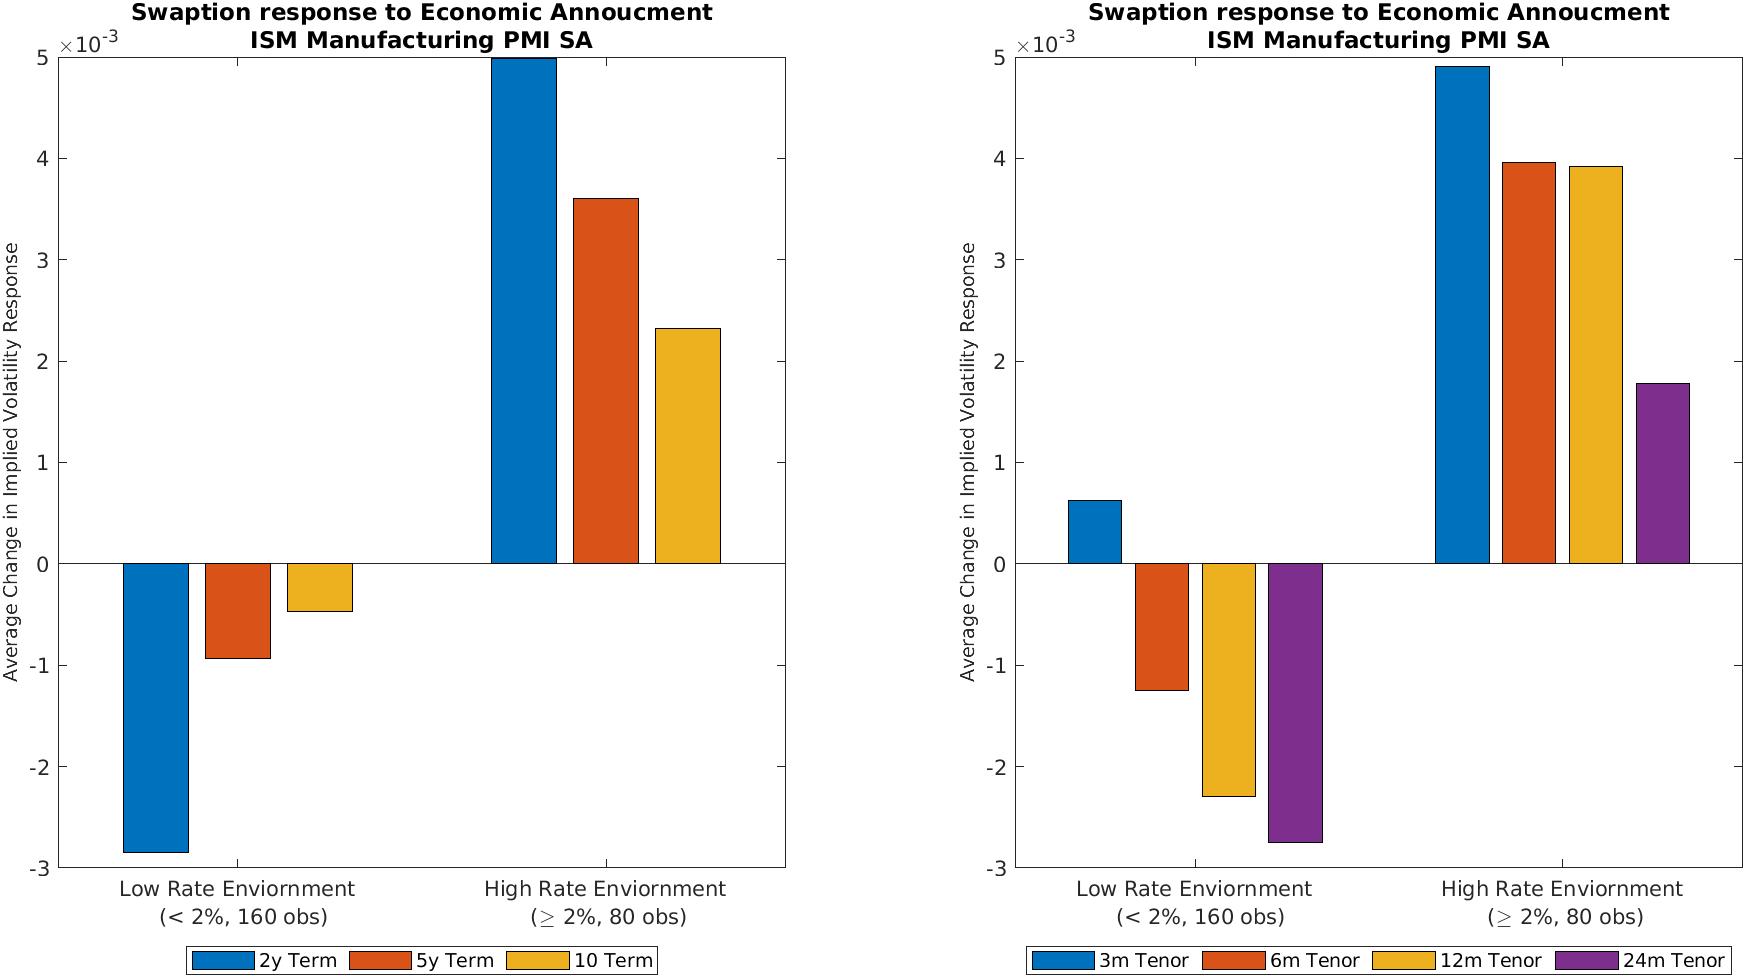 Swaption response to Economic Annoucment
ISM Manufacturing PMI SA
×10-3
5
4
3
2
1
0
-1
-2
-3
Average Change in Implied Volatility Response
Low Rate Enviornment
(< 2%, 160 obs)
High Rate Enviornment
(≥ 2%, 80 obs)
2y Term
5y Term
10 Term
Swaption response to Economic Annoucment
ISM Manufacturing PMI SA
×10-3
5
4
3
2
1
0
-1
-2
-3
Average Change in Implied Volatility Response
Low Rate Enviornment
(< 2%, 160 obs)
High Rate Enviornment
(≥ 2%, 80 obs)
3m Tenor
6m Tenor
12m Tenor
24m Tenor